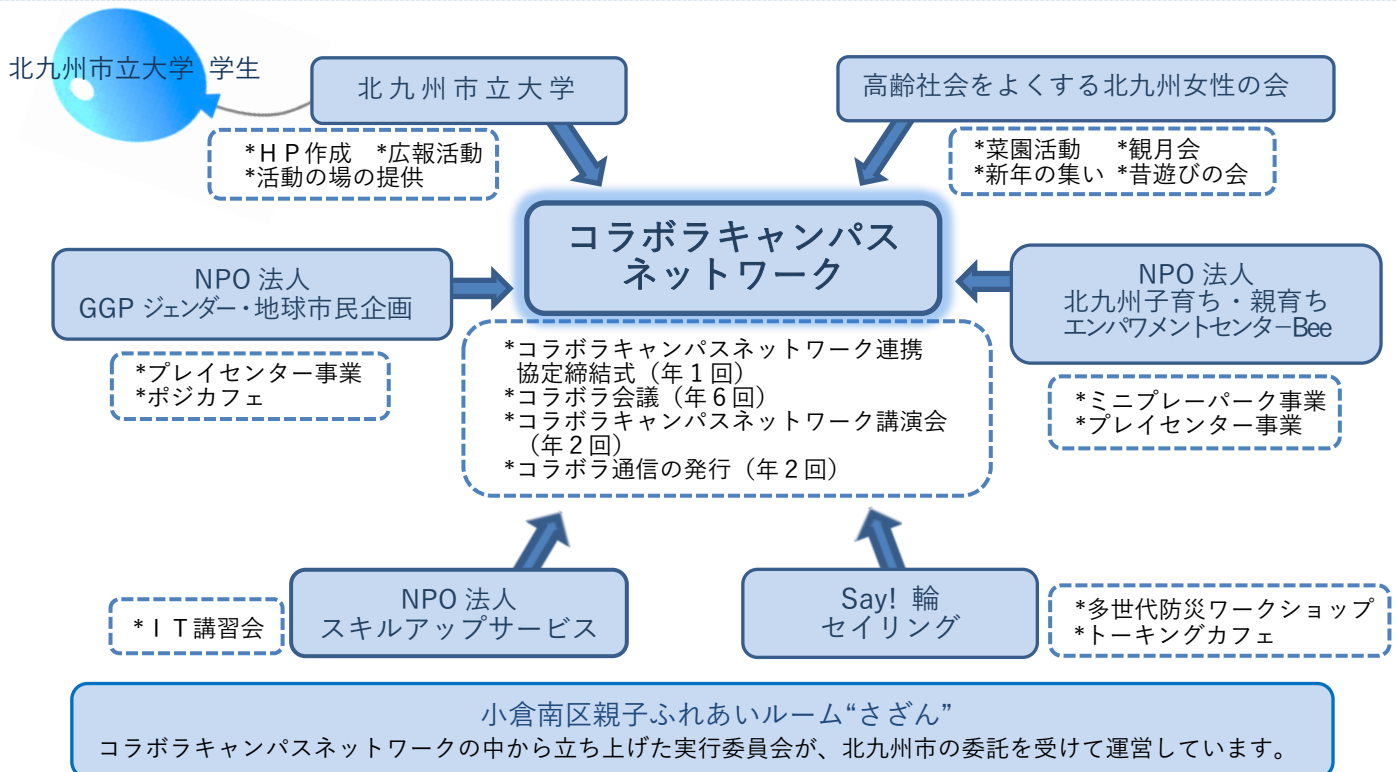 北九州市立大学 学生
北九州市立大学
*ＨＰ作成 *広報活動
*活動の場の提供
高齢社会をよくする北九州女性の会
*菜園活動 *観月会
*新年の集い *昔遊びの会
コラボラキャンパス
ネットワーク
NPO 法人
GGP ジェンダー・地球市民企画
*プレイセンター事業
*ポジカフェ
NPO 法人
北九州子育ち・親育ち
エンパワメントセンターBee
*ミニプレーパーク事業
*プレイセンター事業
*コラボラキャンパスネットワーク連携
協定締結式（年１回）
*コラボラ会議（年６回）
*コラボラキャンパスネットワーク講演会
（年２回）
*コラボラ通信の発行（年２回）
*ＩＴ講習会
NPO 法人
スキルアップサービス
Say! 輪
セイリング
*多世代防災ワークショップ
*トーキングカフェ
小倉南区親子ふれあいルーム“さざん”
コラボラキャンパスネットワークの中から立ち上げた実行委員会が、北九州市の委託を受けて運営しています。